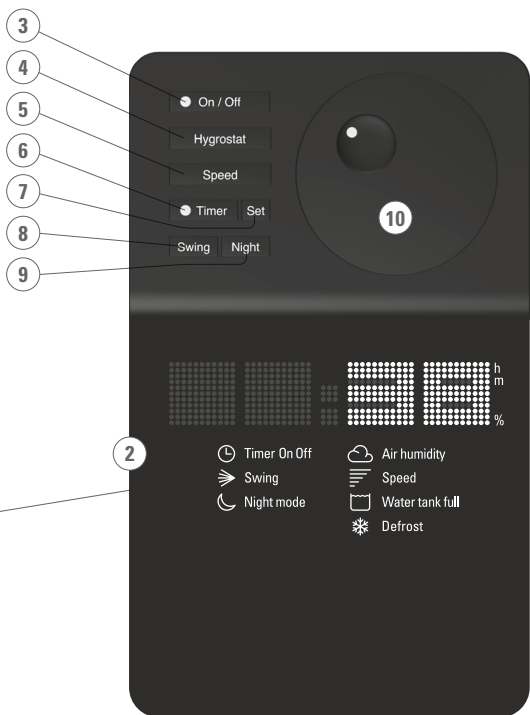 3
On / Off
4
Hygrostat
5
Speed
6
Timer Set
7
8
Swing Night
9
10
38
h
m
%
2
Timer On Off Air humidity
Swing Speed
Night mode Water tank full
Defrost